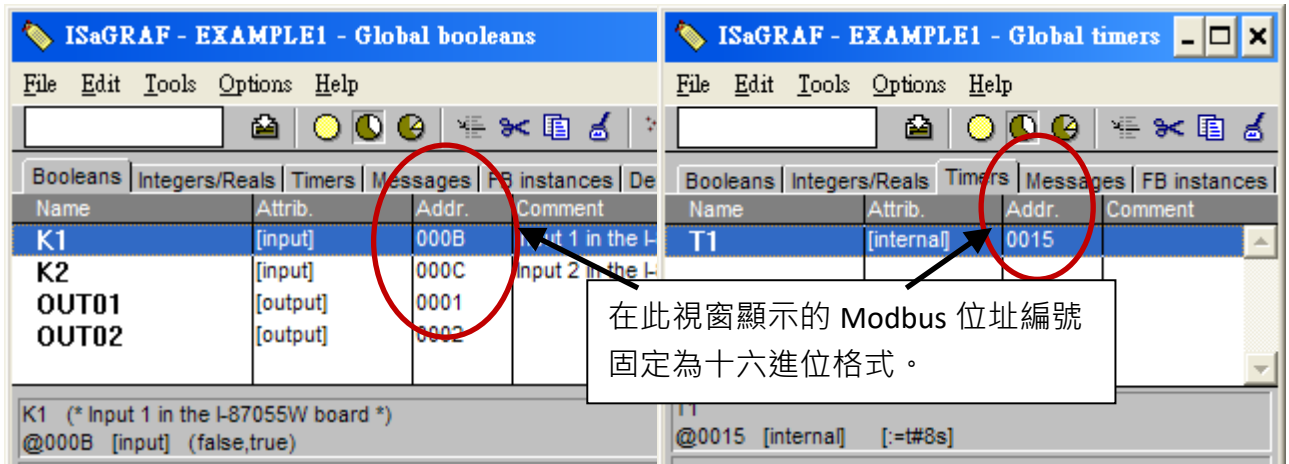 ISaGRAF - EXAMPLE1 - Global booleans
File Edit Tools Options Help
Booleans Integers/Reals Timers Messages FB instances De
Name Attrib. Addr. Comment
K1 [input] 000B Input 1 in the I-
K2 [input] 000C Input 2 in the I-
OUT01 [output] 0001
OUT02 [output] 0002
K1 (* Input 1 in the I-87055W board *)
@000B [input] (false,true)
ISaGRAF - EXAMPLE1 - Global timers
File Edit Tools Options Help
Booleans Integers/Reals Timers Messages FB instances
Name Attrib. Addr. Comment
T1 [internal] 0015
在此視窗顯示的 Modbus 位址編號
固定為十六進位格式。
T1
@0015 [internal] [:=t#8s]